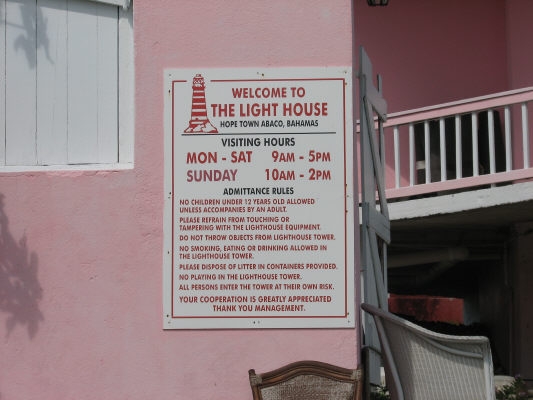 WELCOME TO
THE LIGHT HOUSE
HOPE TOWN ABACO, BAHAMAS
VISITING HOURS
MON - SAT 9AM - 5PM
SUNDAY 10AM - 2PM
ADMITTANCE RULES
NO CHILDREN UNDER 12 YEARS OLD ALLOWED
UNLESS ACCOMPANIES BY AN ADULT.
PLEASE REFRAIN FROM TOUCHING OR
TAMPERING WITH THE LIGHTHOUSE EQUIPMENT.
DO NOT THROW OBJECTS FROM LIGHTHOUSE TOWER.
NO SMOKING, EATING OR DRINKING ALLOWED IN
THE LIGHTHOUSE TOWER.
PLEASE DISPOSE OF LITTER IN CONTAINERS PROVIDED.
NO PLAYING IN THE LIGHTHOUSE TOWER.
ALL PERSONS ENTER THE TOWER AT THEIR OWN RISK.
YOUR COOPERATION IS GREATLY APPRECIATED
THANK YOU MANAGEMENT.